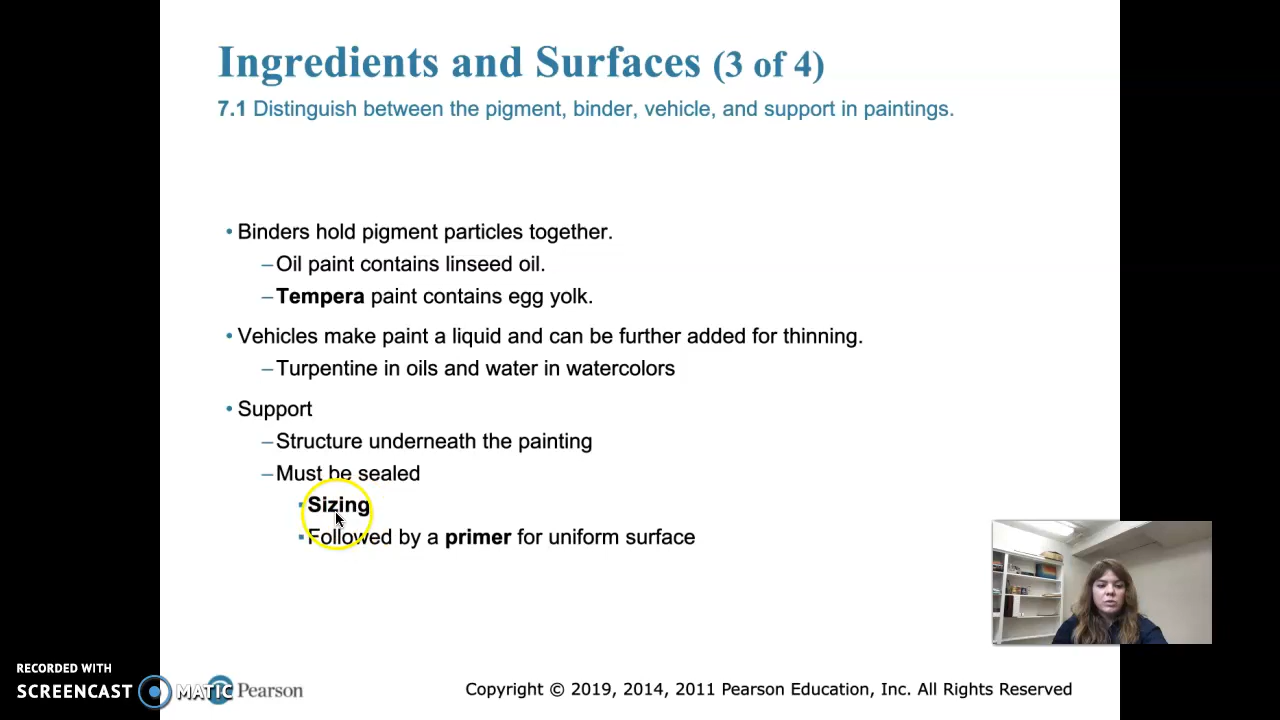 Ingredients and Surfaces (3 of 4)
7.1 Distinguish between the pigment, binder, vehicle, and support in paintings.
• Binders hold pigment particles together.
– Oil paint contains linseed oil.
– Tempera paint contains egg yolk.
• Vehicles make paint a liquid and can be further added for thinning.
– Turpentine in oils and water in watercolors
• Support
– Structure underneath the painting
– Must be sealed
▪ Sizing
▪ Followed by a primer for uniform surface
RECORDED WITH
SCREENCAST MATIC
Pearson
Copyright © 2019, 2014, 2011 Pearson Education, Inc. All Rights Reserved